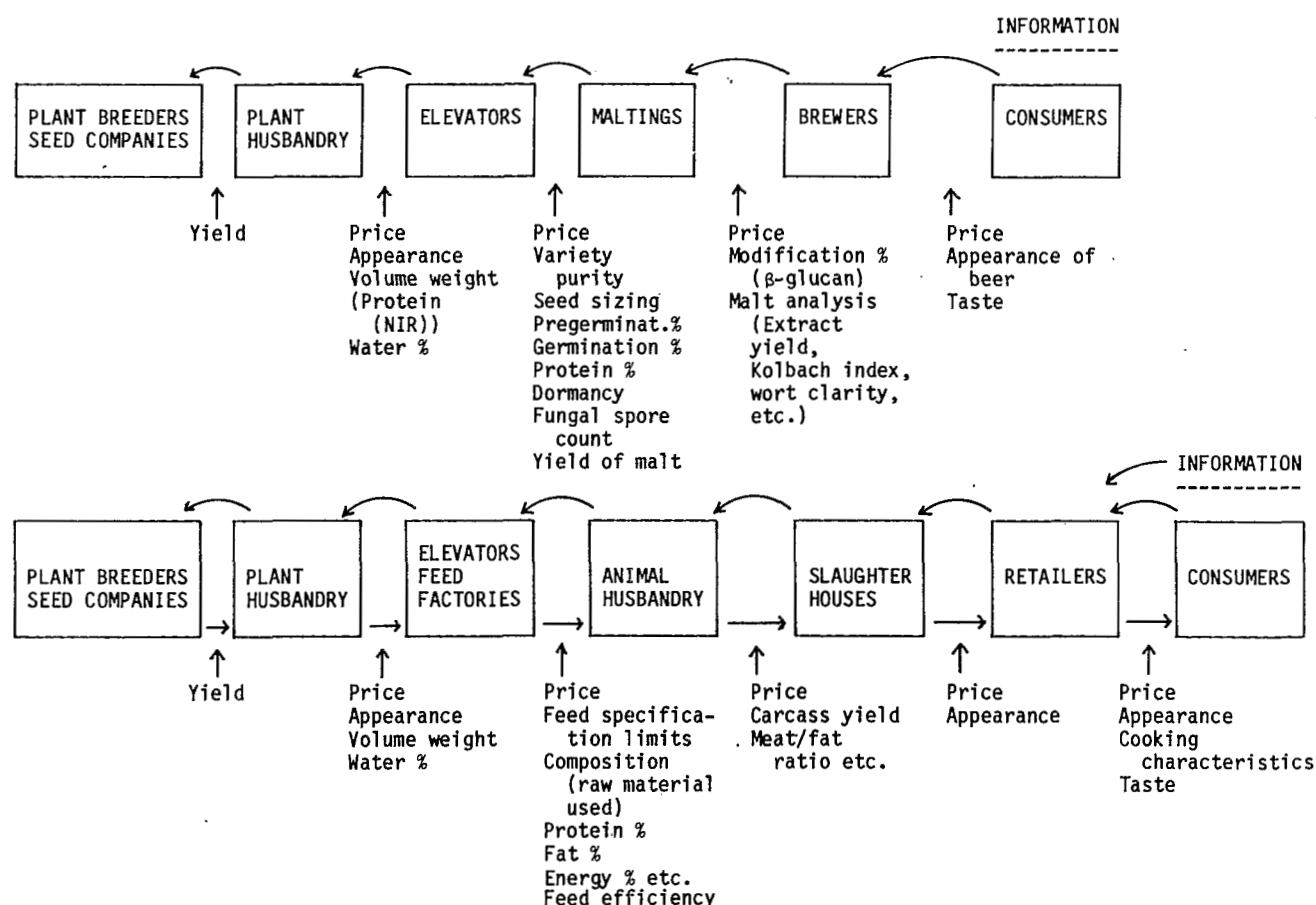 INFORMATION
PLANT BREEDERS
SEED COMPANIES
PLANT
HUSBANDRY
ELEVATORS
MALTINGS
BREWERS
CONSUMERS
Yield
Price
Appearance
Volume weight
(Protein
(NIR))
Water %
Price
Variety
purity
Seed sizing
Pregerminat.%
Germination %
Protein %
Dormancy
Fungal spore
count
Yield of malt
Price
Modification %
(β-glucan)
Malt analysis
(Extract
yield,
Kolbach index,
wort clarity,
etc.)
Price
Appearance of
beer
Taste
INFORMATION
PLANT BREEDERS
SEED COMPANIES
PLANT
HUSBANDRY
ELEVATORS
FEED
FACTORIES
ANIMAL
HUSBANDRY
SLAUGHTER
HOUSES
RETAILERS
CONSUMERS
Yield
Price
Appearance
Volume weight
Water %
Price
Feed specifica-
tion limits
Composition
(raw material
used)
Protein %
Fat %
Energy % etc.
Feed efficiency
Price
Carcass yield
Meat/fat
ratio etc.
Price
Appearance
Price
Appearance
Cooking
characteristics
Taste